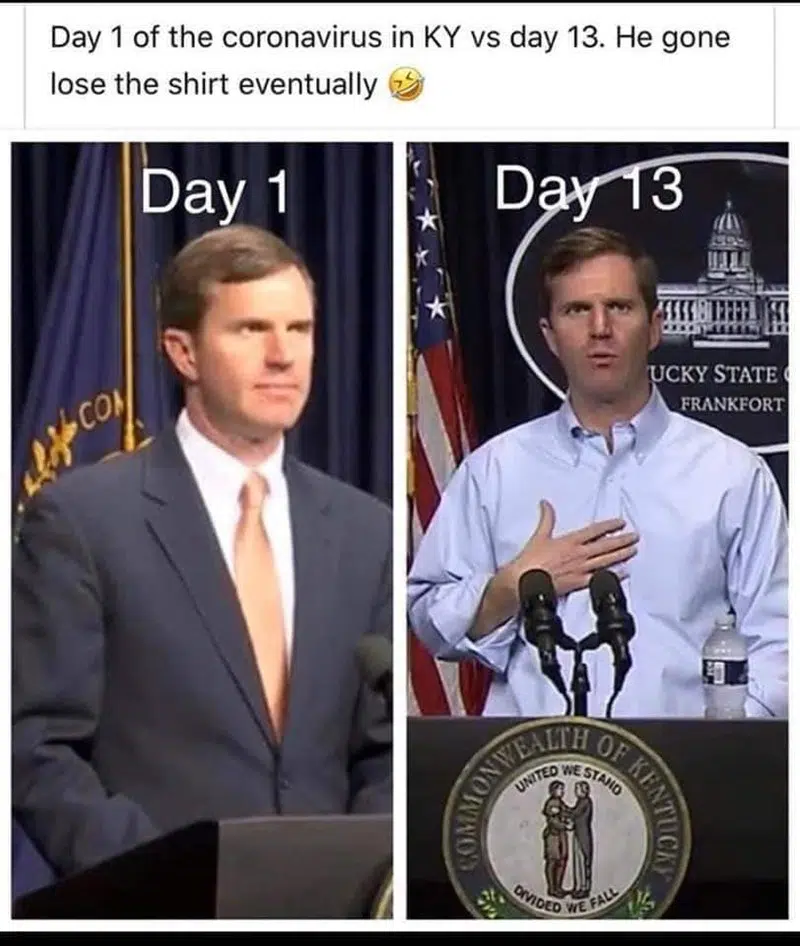 Day 1 of the coronavirus in KY vs day 13. He gone
lose the shirt eventually 🤣
Day 1
Day 13
CO
UCKY STATE
FRANKFORT
COMMONWEALTH OF KENTUCKY
UNITED WE STAND
DIVIDED WE FALL